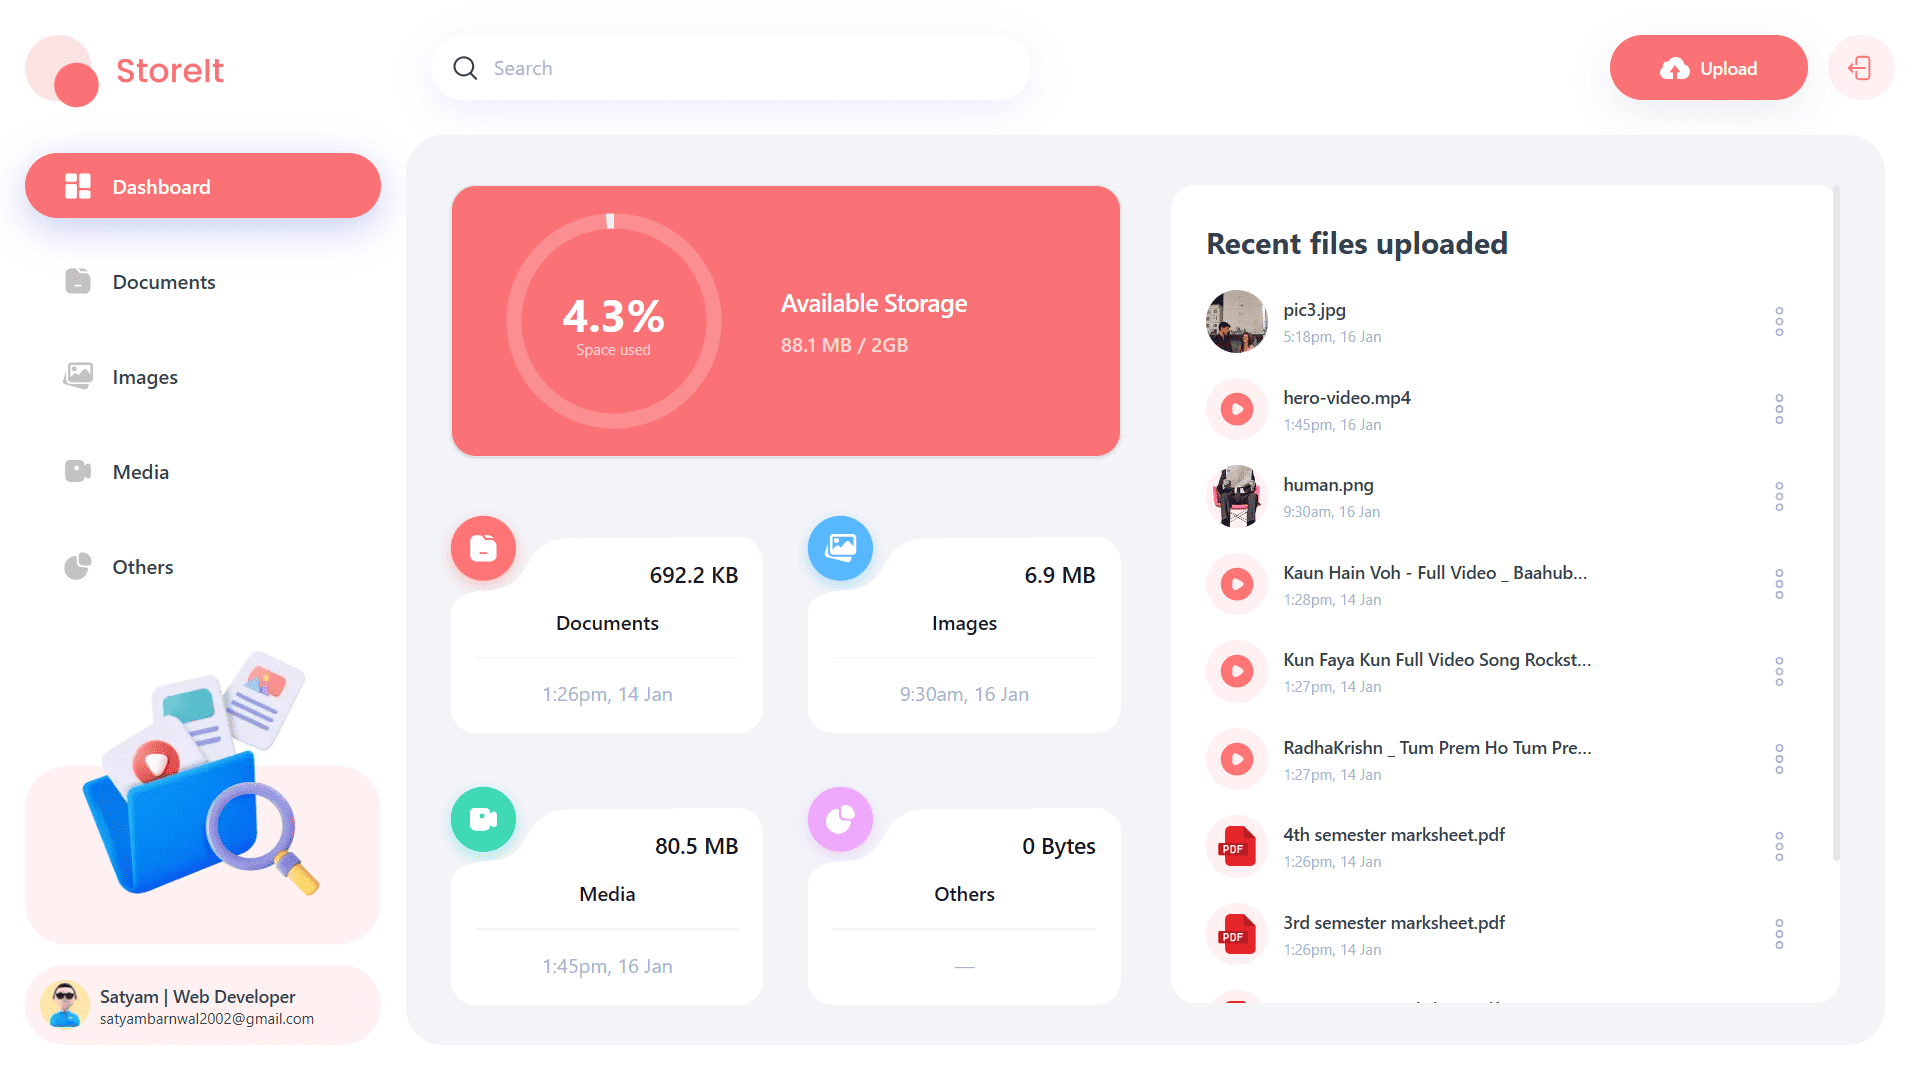 StoreIt
Search
Upload
Dashboard
Documents
Images
Media
Others
Satyam | Web Developer
satyambarnwal2002@gmail.com
4.3%
Space used
Available Storage
88.1 MB / 2GB
692.2 KB
Documents
1:26pm, 14 Jan
6.9 MB
Images
9:30am, 16 Jan
80.5 MB
Media
1:45pm, 16 Jan
0 Bytes
Others
—
Recent files uploaded
pic3.jpg
5:18pm, 16 Jan
hero-video.mp4
1:45pm, 16 Jan
human.png
9:30am, 16 Jan
Kaun Hain Voh - Full Video _ Baahub...
1:28pm, 14 Jan
Kun Faya Kun Full Video Song Rockst...
1:27pm, 14 Jan
RadhaKrishn _ Tum Prem Ho Tum Pre...
1:27pm, 14 Jan
PDF
4th semester marksheet.pdf
1:26pm, 14 Jan
PDF
3rd semester marksheet.pdf
1:26pm, 14 Jan